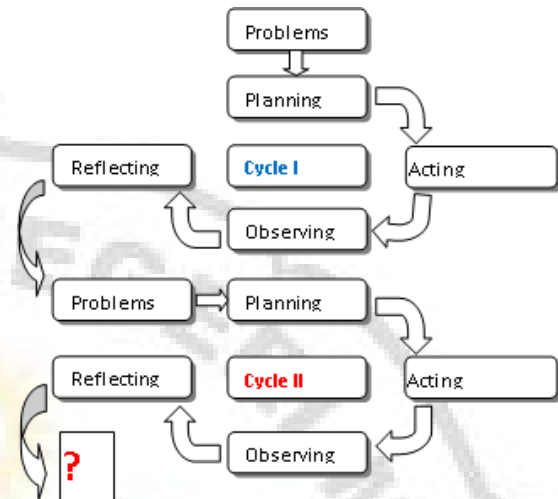 Problems
Planning
Reflecting
Cycle I
Acting
Observing
Problems
Planning
Reflecting
Cycle II
Acting
Observing
?